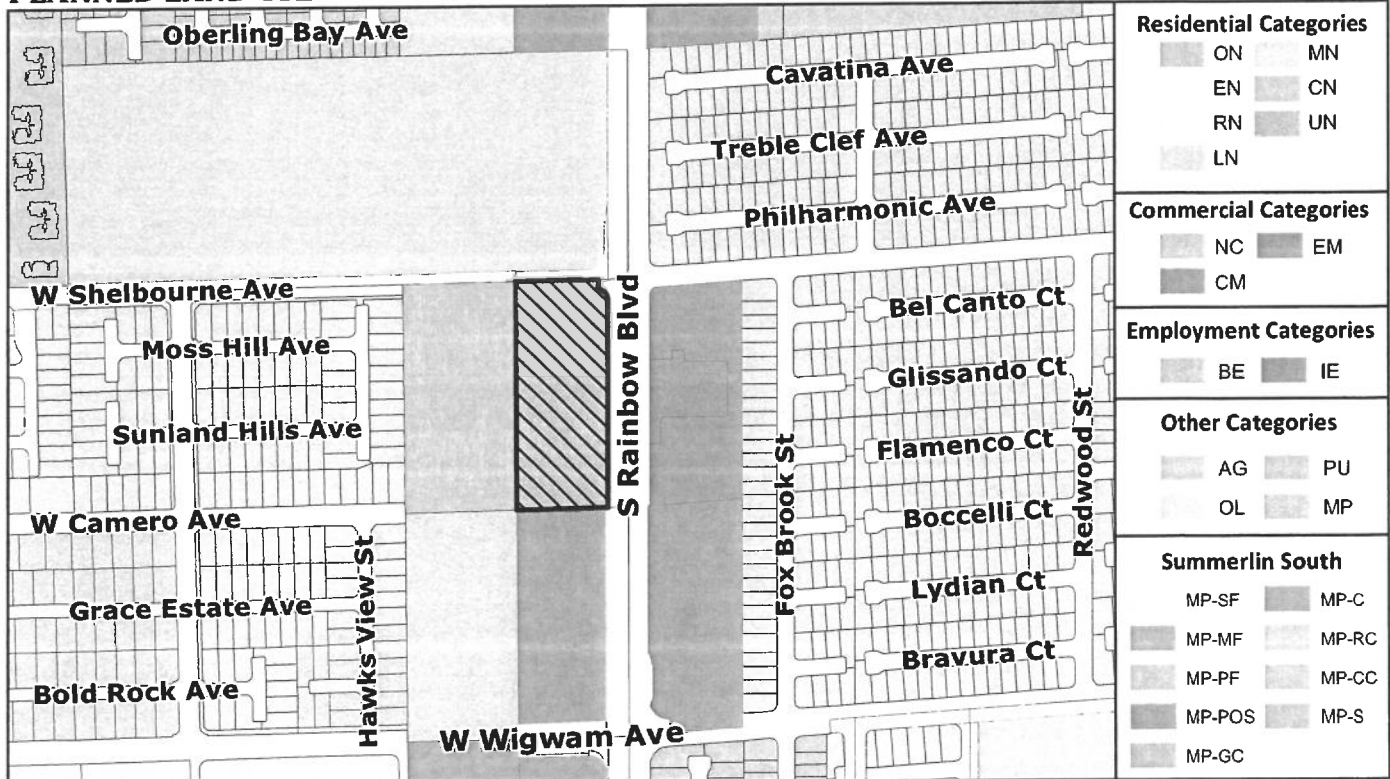 Oberling Bay Ave
Cavatina Ave
Treble Clef Ave
Philharmonic Ave
W Shelbourne Ave
Moss Hill Ave
Sunland Hills Ave
W Camero Ave
Grace Estate Ave
Bold Rock Ave
Hawks View St
S Rainbow Blvd
W Wigwam Ave
Fox Brook St
Bel Canto Ct
Glissando Ct
Flamenco Ct
Boccelli Ct
Lydian Ct
Bravura Ct
Redwood St
Residential Categories
ON MN
EN CN
RN UN
LN
Commercial Categories
NC EM
CM
Employment Categories
BE IE
Other Categories
AG PU
OL MP
Summerlin South
MP-SF MP-C
MP-MF MP-RC
MP-PF MP-CC
MP-POS MP-S
MP-GC